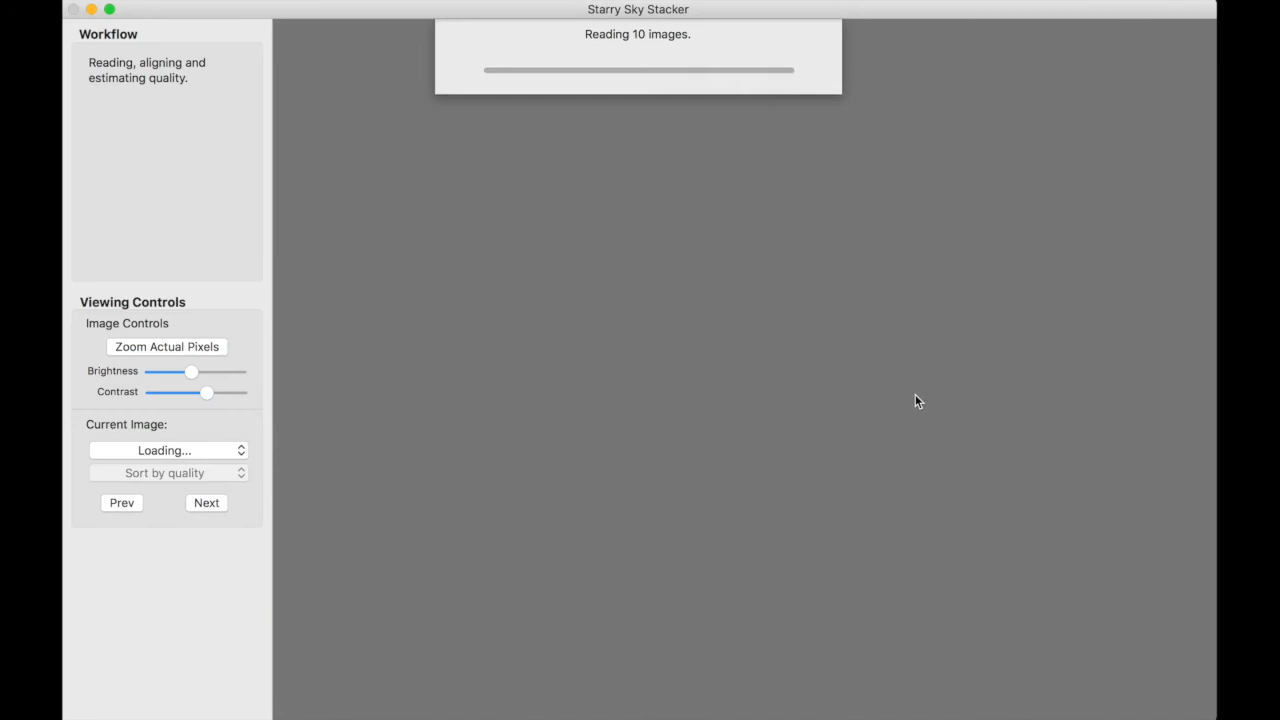 Starry Sky Stacker
Workflow
Reading, aligning and
estimating quality.
Reading 10 images.
Viewing Controls
Image Controls
Zoom Actual Pixels
Brightness
Contrast
Current Image:
Loading...
Sort by quality
Prev Next